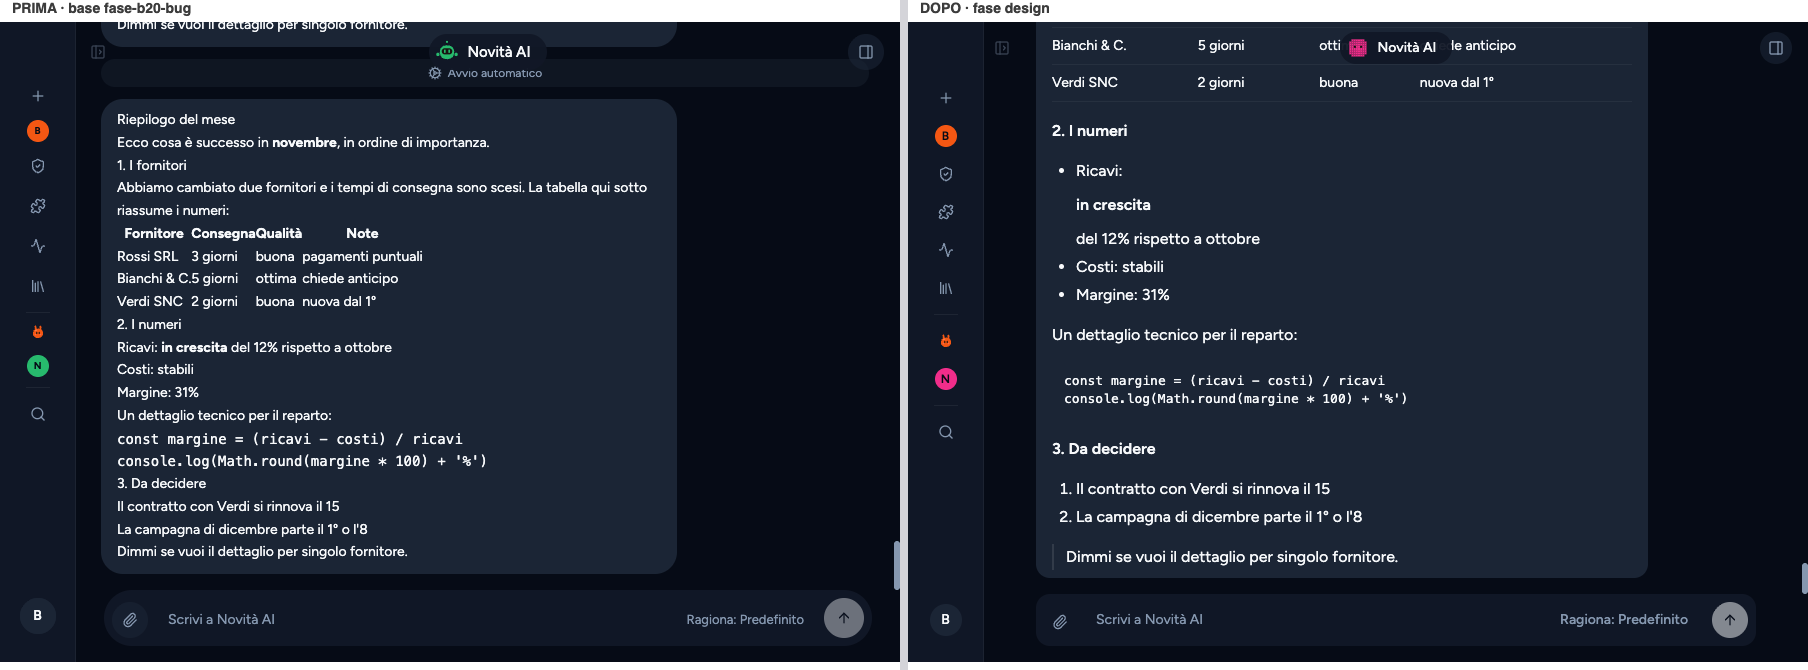 PRIMA · base fase-b20-bug
Dimmi se vuoi il dettaglio per singolo fornitore.
Novità AI
Avvio automatico
B
Riepilogo del mese
Ecco cosa è successo in novembre, in ordine di importanza.
1. I fornitori
Abbiamo cambiato due fornitori e i tempi di consegna sono scesi. La tabella qui sotto
riassume i numeri:
Fornitore Consegna Qualità Note
Rossi SRL 3 giorni buona pagamenti puntuali
Bianchi & C. 5 giorni ottima chiede anticipo
Verdi SNC 2 giorni buona nuova dal 1°
2. I numeri
Ricavi: in crescita del 12% rispetto a ottobre
N
Costi: stabili
Margine: 31%
Un dettaglio tecnico per il reparto:
const margine = (ricavi − costi) / ricavi
console.log(Math.round(margine * 100) + '%')
3. Da decidere
Il contratto con Verdi si rinnova il 15
La campagna di dicembre parte il 1° o l'8
Dimmi se vuoi il dettaglio per singolo fornitore.
B
Scrivi a Novità AI
Ragiona: Predefinito
DOPO · fase design
Novità AI
Bianchi & C. 5 giorni otti le anticipo
Verdi SNC 2 giorni buona nuova dal 1°
B
2. I numeri
• Ricavi:
in crescita
del 12% rispetto a ottobre
• Costi: stabili
• Margine: 31%
Un dettaglio tecnico per il reparto:
N
const margine = (ricavi − costi) / ricavi
console.log(Math.round(margine * 100) + '%')
3. Da decidere
1. Il contratto con Verdi si rinnova il 15
2. La campagna di dicembre parte il 1° o l'8
Dimmi se vuoi il dettaglio per singolo fornitore.
B
Scrivi a Novità AI
Ragiona: Predefinito